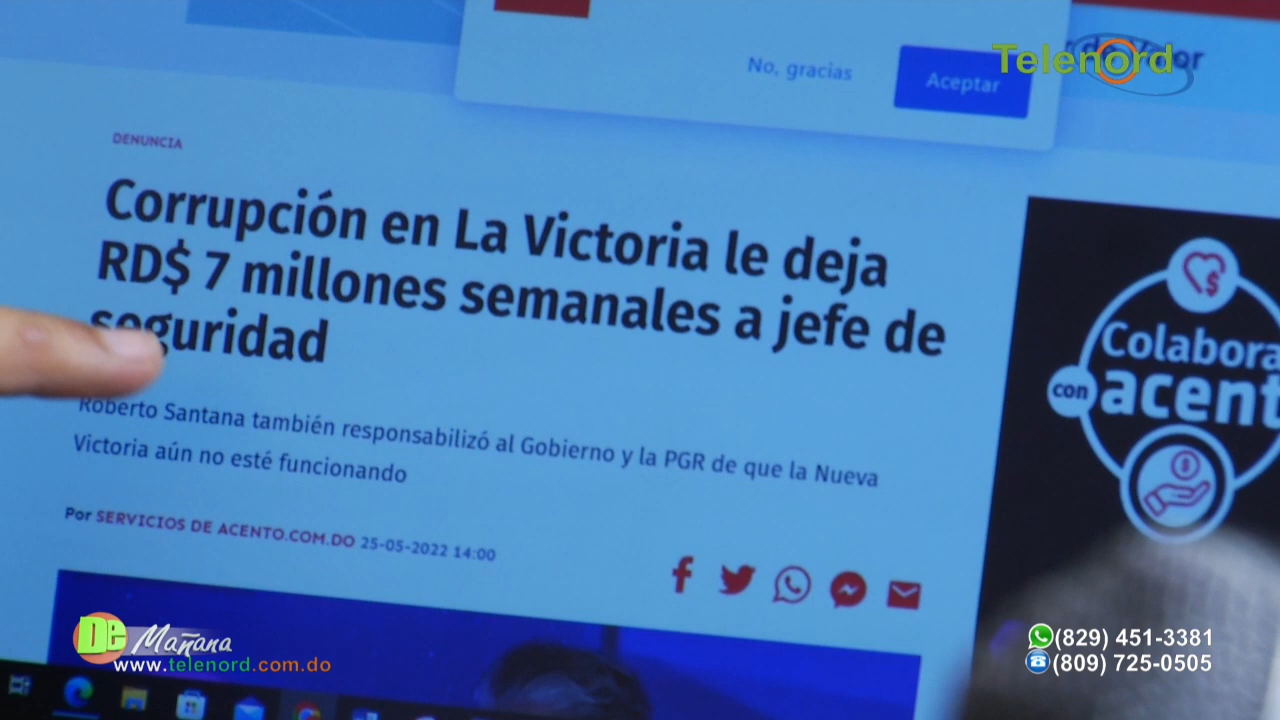 No, gracias
Aceptar
Telenord
DENUNCIA
Corrupción en La Victoria le deja
RD$ 7 millones semanales a jefe de
seguridad
Roberto Santana también responsabilizó al Gobierno y la PGR de que la Nueva
Victoria aún no esté funcionando
Por SERVICIOS DE ACENTO.COM.DO 25-05-2022 14:00
Colabora
con
acent
De Mañana
www.telenord.com.do
(829) 451-3381
(809) 725-0505